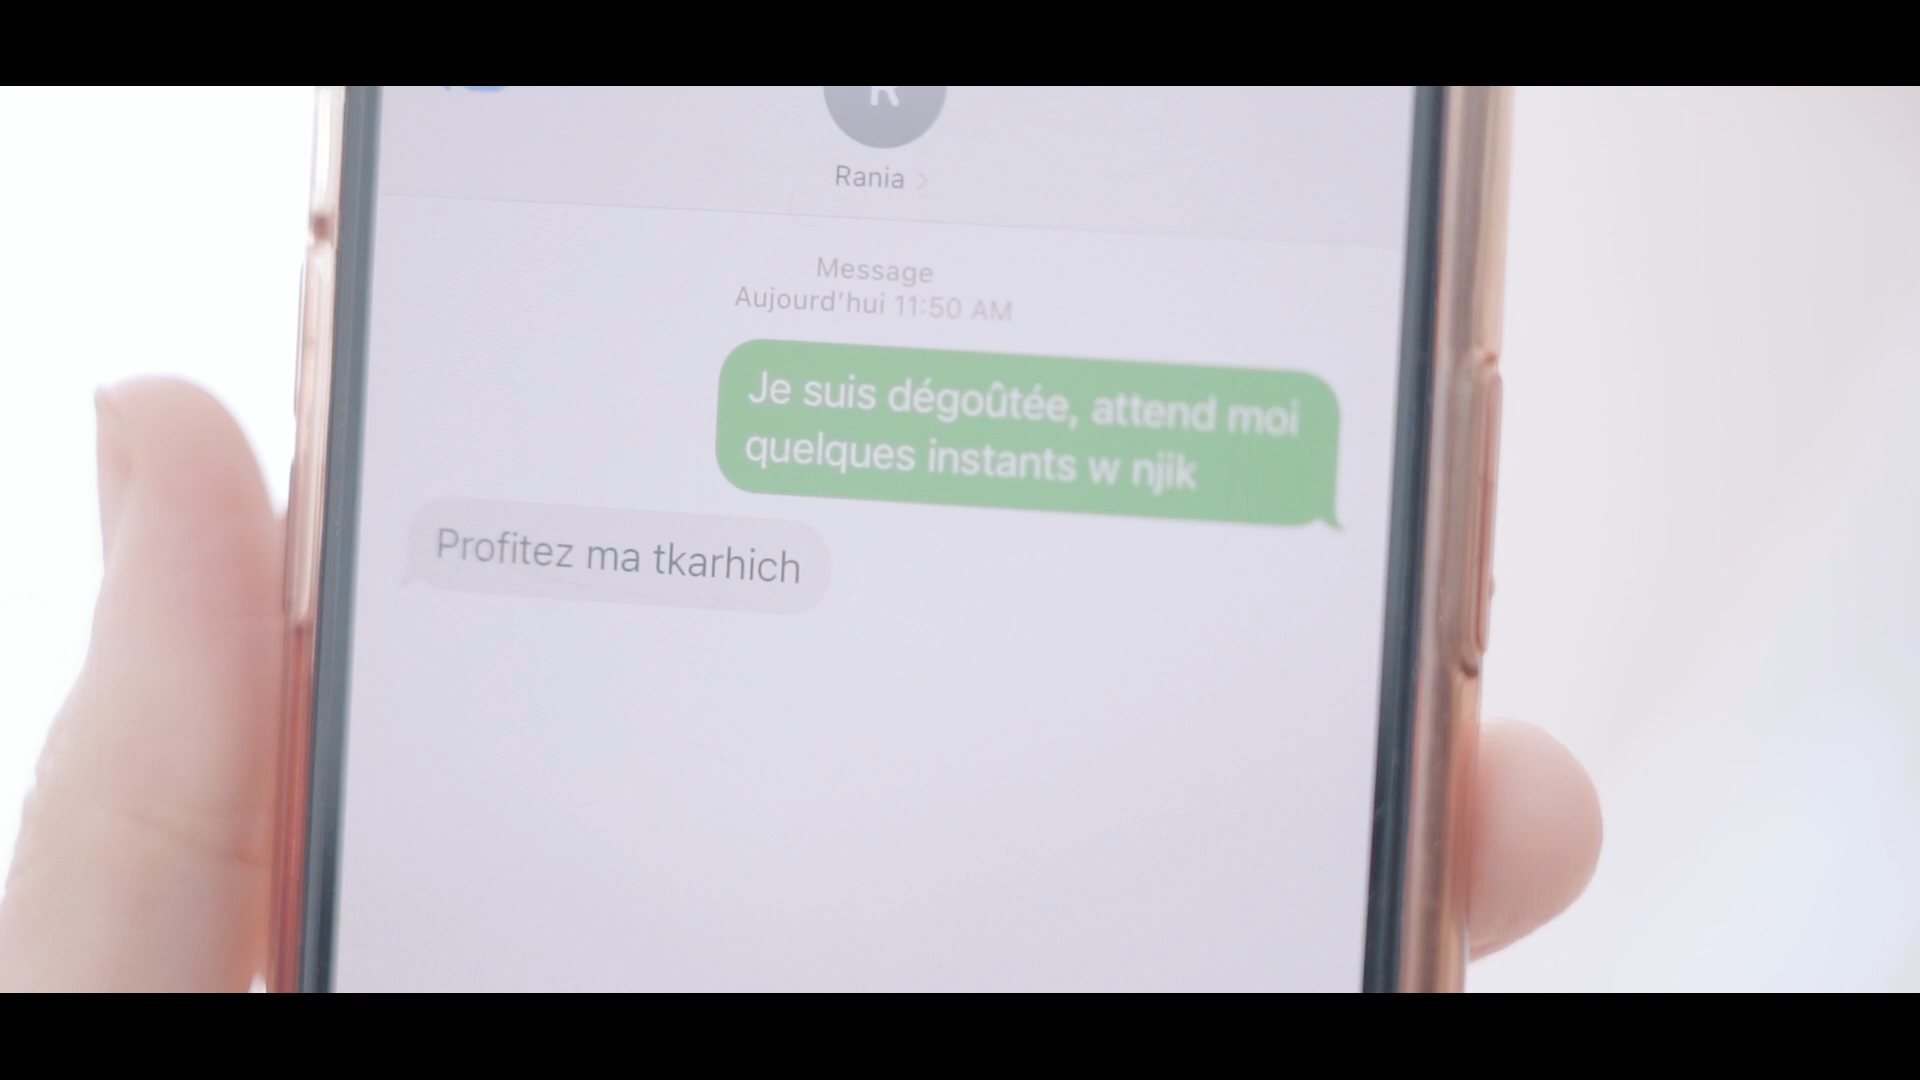 R
Rania
Message
Aujourd'hui 11:50 AM
Je suis dégoûtée, attend moi
quelques instants w njik
Profitez ma tkarhich